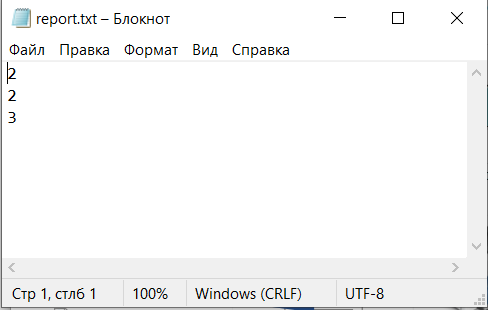 report.txt – Блокнот
Файл Правка Формат Вид Справка
2
2
3
Стр 1, стлб 1 100% Windows (CRLF) UTF-8